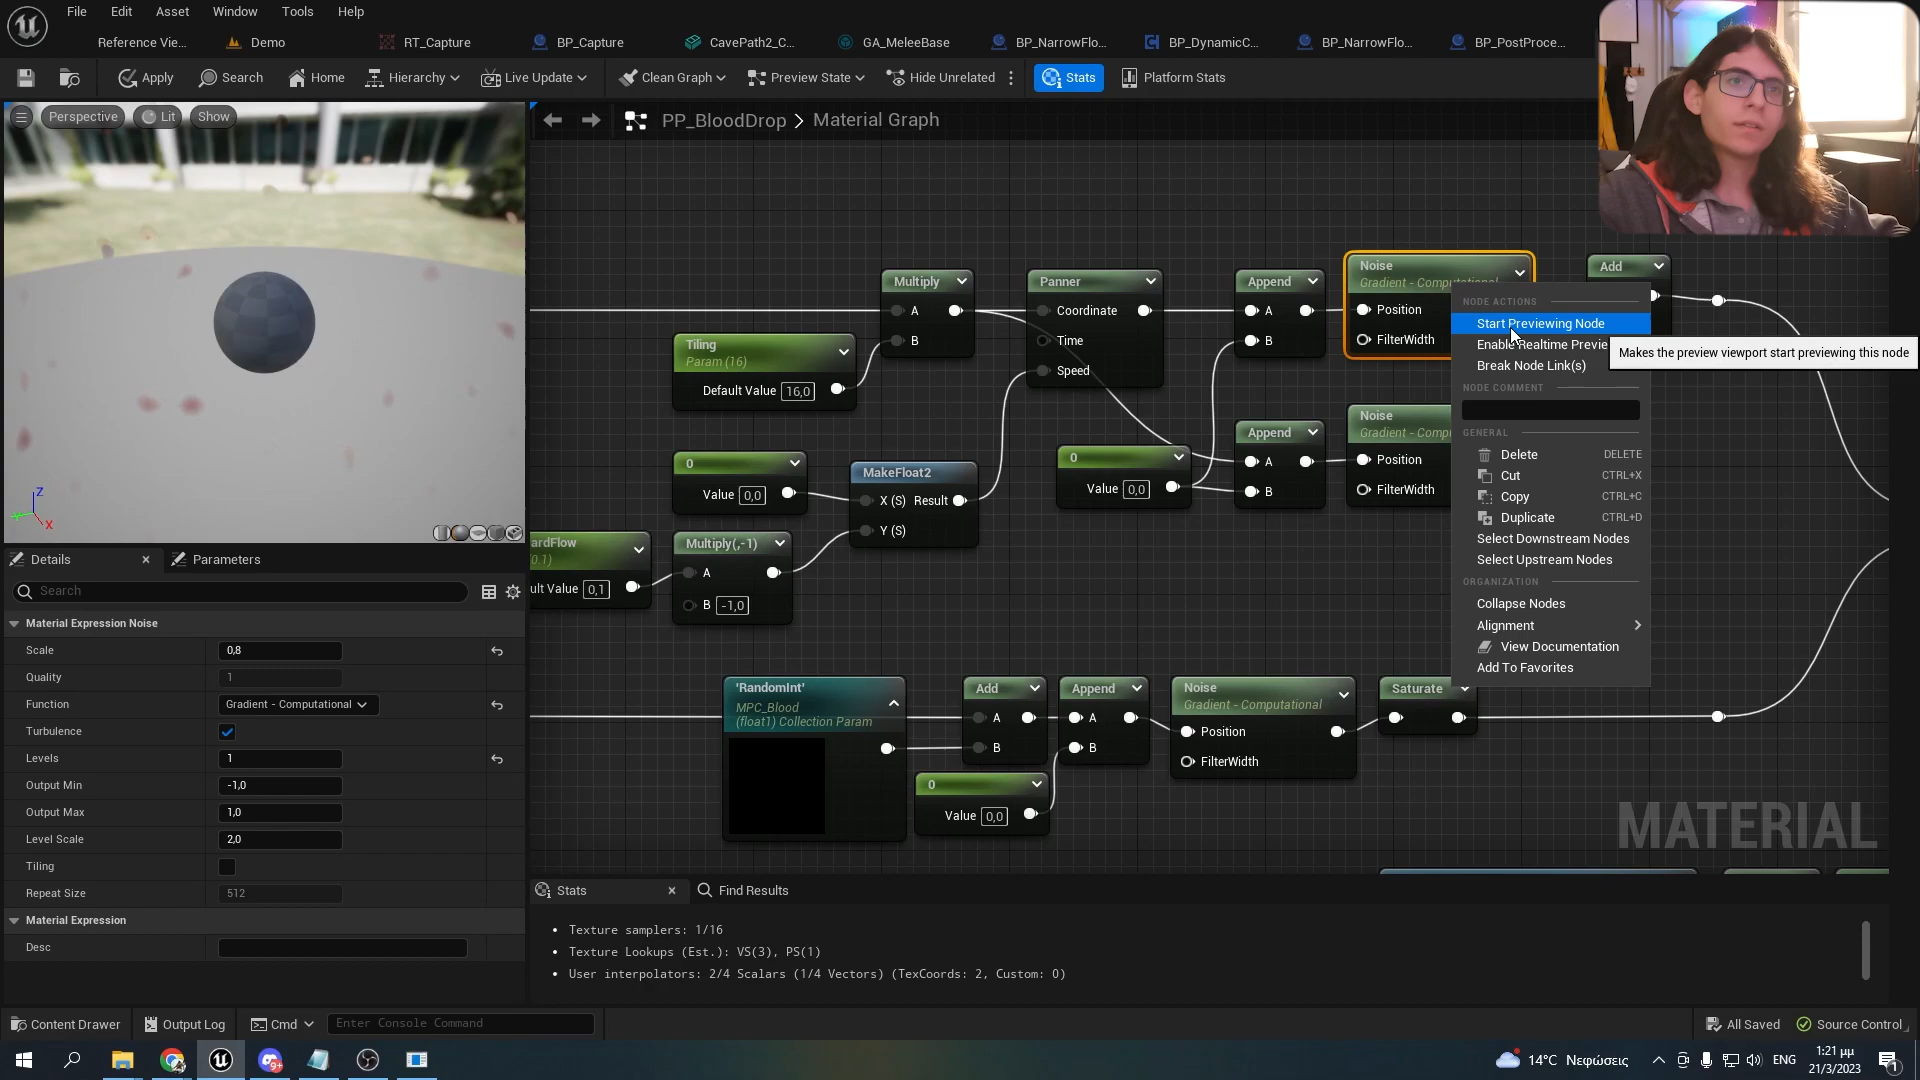 File Edit Asset Window Tools Help
Reference Vie... Demo RT_Capture BP_Capture CavePath2_C... GA_MeleeBase BP_NarrowFlo... BP_DynamicC... BP_NarrowFlo... BP_PostProce...
Apply Search Home Hierarchy Live Update Clean Graph Preview State Hide Unrelated Stats Platform Stats
Perspective Lit Show
PP_BloodDrop > Material Graph
Z
X
Multiply
A
B
Tiling
Param (16)
Default Value 16,0
Panner
Coordinate
Time
Speed
Append
A
B
Noise
Gradient - Computational
Position
FilterWidth
Add
0
Value 0,0
MakeFloat2
X (S) Result
Y (S)
0
Value 0,0
Append
A
B
Noise
Gradient - Comp
Position
FilterWidth
ardFlow
0.1)
ult Value 0,1
Multiply(,-1)
A
B -1,0
NODE ACTIONS
Start Previewing Node
Enable Realtime Previe
Break Node Link(s)
Makes the preview viewport start previewing this node
NODE COMMENT
GENERAL
Delete DELETE
Cut CTRL+X
Copy CTRL+C
Duplicate CTRL+D
Select Downstream Nodes
Select Upstream Nodes
ORGANIZATION
Collapse Nodes
Alignment
View Documentation
Add To Favorites
'RandomInt'
MPC_Blood
(float1) Collection Param
Add
A
B
Append
A
B
0
Value 0,0
Noise
Gradient - Computational
Position
FilterWidth
Saturate
MATERIAL
Details Parameters
Search
Material Expression Noise
Scale 0,8
Quality 1
Function Gradient - Computational
Turbulence
Levels 1
Output Min -1,0
Output Max 1,0
Level Scale 2,0
Tiling
Repeat Size 512
Material Expression
Desc
Stats Find Results
• Texture samplers: 1/16
• Texture Lookups (Est.): VS(3), PS(1)
• User interpolators: 2/4 Scalars (1/4 Vectors) (TexCoords: 2, Custom: 0)
Content Drawer Output Log Cmd Enter Console Command All Saved Source Control
9+ 14°C Νεφώσεις ENG 1:21 μμ
21/3/2023 1